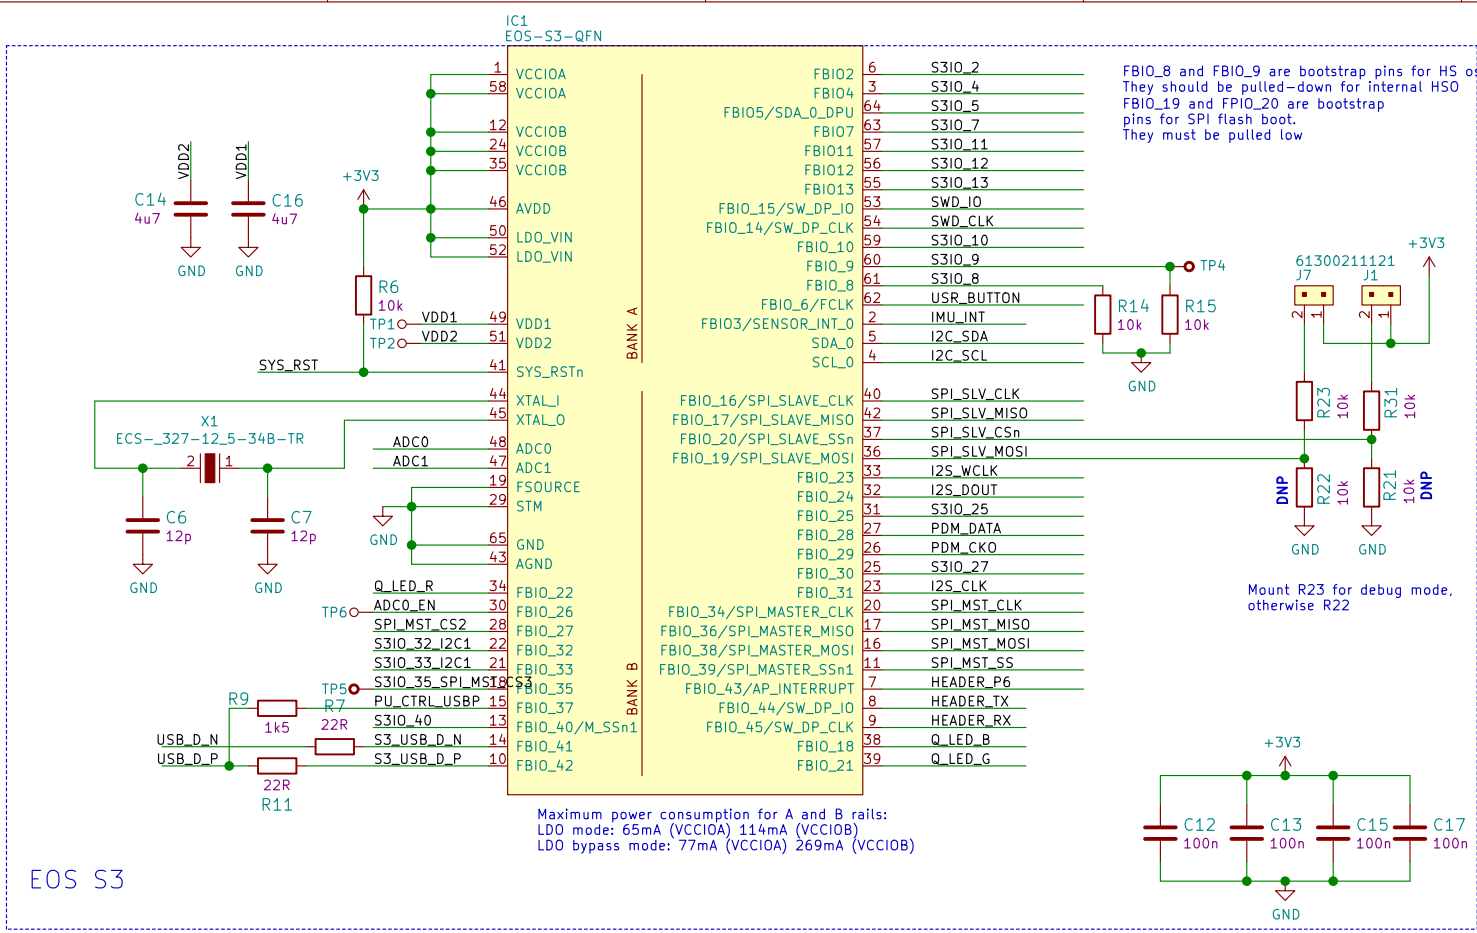 IC1
EOS-S3-QFN
1 VCCIOA
58 VCCIOA
12 VCCIOB
24 VCCIOB
35 VCCIOB
46 AVDD
50 LDO_VIN
52 LDO_VIN
49 VDD1
51 VDD2
41 SYS_RSTn
44 XTAL_I
45 XTAL_O
48 ADC0
47 ADC1
19 FSOURCE
29 STM
65 GND
43 AGND
34 FBIO_22
30 FBIO_26
28 FBIO_27
22 FBIO_32
21 FBIO_33
18 FBIO_35
15 FBIO_37
13 FBIO_40/M_SSn1
14 FBIO_41
10 FBIO_42
BANK A
BANK B
FBIO2 6 S3IO_2
FBIO4 3 S3IO_4
FBIO5/SDA_0_DPU 64 S3IO_5
FBIO7 63 S3IO_7
FBIO11 57 S3IO_11
FBIO12 56 S3IO_12
FBIO13 55 S3IO_13
FBIO_15/SW_DP_IO 53 SWD_IO
FBIO_14/SW_DP_CLK 54 SWD_CLK
FBIO_10 59 S3IO_10
FBIO_9 60 S3IO_9
FBIO_8 61 S3IO_8
FBIO_6/FCLK 62 USR_BUTTON
FBIO3/SENSOR_INT_0 2 IMU_INT
SDA_0 5 I2C_SDA
SCL_0 4 I2C_SCL
FBIO_16/SPI_SLAVE_CLK 40 SPI_SLV_CLK
FBIO_17/SPI_SLAVE_MISO 42 SPI_SLV_MISO
FBIO_20/SPI_SLAVE_SSn 37 SPI_SLV_CSn
FBIO_19/SPI_SLAVE_MOSI 36 SPI_SLV_MOSI
FBIO_23 33 I2S_WCLK
FBIO_24 32 I2S_DOUT
FBIO_25 31 S3IO_25
FBIO_28 27 PDM_DATA
FBIO_29 26 PDM_CKO
FBIO_30 25 S3IO_27
FBIO_31 23 I2S_CLK
FBIO_34/SPI_MASTER_CLK 20 SPI_MST_CLK
FBIO_36/SPI_MASTER_MISO 17 SPI_MST_MISO
FBIO_38/SPI_MASTER_MOSI 16 SPI_MST_MOSI
FBIO_39/SPI_MASTER_SSn1 11 SPI_MST_SS
FBIO_43/AP_INTERRUPT 7 HEADER_P6
FBIO_44/SW_DP_IO 8 HEADER_TX
FBIO_45/SW_DP_CLK 9 HEADER_RX
FBIO_18 38 Q_LED_B
FBIO_21 39 Q_LED_G
VDD2
VDD1
C14
4u7
C16
4u7
GND
GND
+3V3
R6
10k
TP1 VDD1
TP2 VDD2
SYS_RST
X1
ECS-_327-12_5-34B-TR
2 1
C6
12p
C7
12p
GND
GND
ADC0
ADC1
GND
Q_LED_R
TP6 ADC0_EN
SPI_MST_CS2
S3IO_32_I2C1
S3IO_33_I2C1
TP5 S3IO_35_SPI_MST_CS3
PU_CTRL_USBP
S3IO_40
S3_USB_D_N
S3_USB_D_P
R9
1k5
R7
22R
USB_D_N
USB_D_P
22R
R11
FBIO_8 and FBIO_9 are bootstrap pins for HS os
They should be pulled-down for internal HSO
FBIO_19 and FPIO_20 are bootstrap
pins for SPI flash boot.
They must be pulled low
TP4
R14
10k
R15
10k
GND
+3V3
61300211121
J7
J1
2
1
2
1
R23
10k
R31
10k
DNP
R22
10k
R21
10k
DNP
GND
GND
Mount R23 for debug mode,
otherwise R22
+3V3
C12
100n
C13
100n
C15
100n
C17
100n
GND
Maximum power consumption for A and B rails:
LDO mode: 65mA (VCCIOA) 114mA (VCCIOB)
LDO bypass mode: 77mA (VCCIOA) 269mA (VCCIOB)
EOS S3